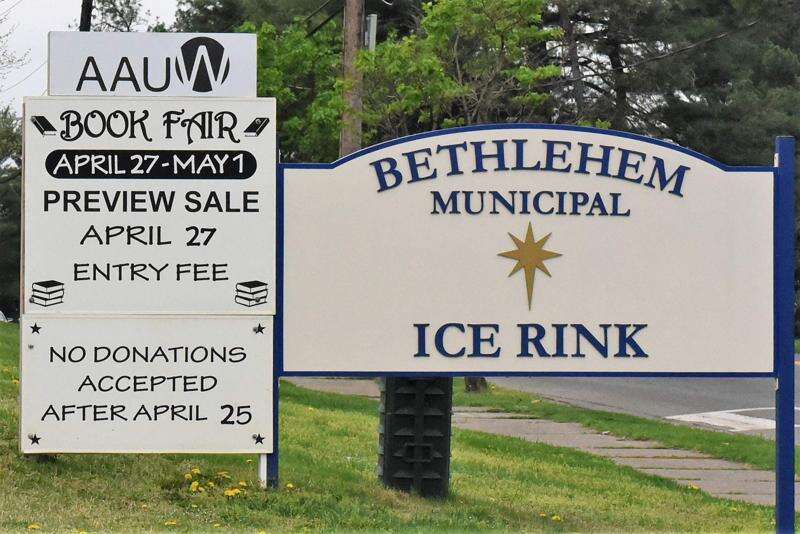 AAUW
BOOK FAIR
APRIL 27-MAY 1
PREVIEW SALE
APRIL 27
ENTRY FEE
NO DONATIONS
ACCEPTED
AFTER APRIL 25
BETHLEHEM
MUNICIPAL
ICE RINK